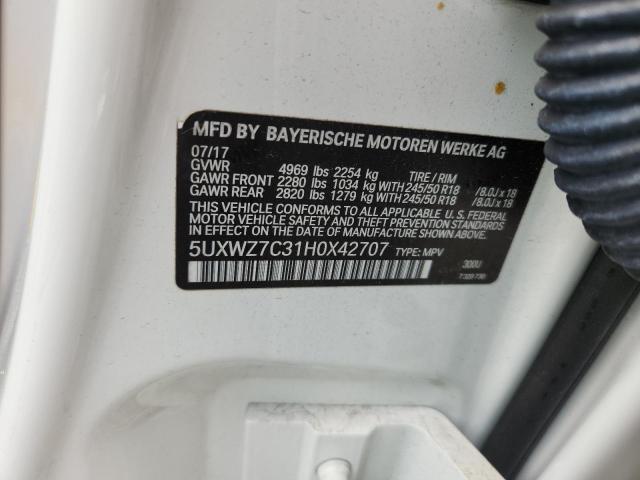 MFD BY BAYERISCHE MOTOREN WERKE AG
07/17
GVWR 4969 lbs 2254 kg TIRE / RIM
GAWR FRONT 2280 lbs 1034 kg WITH 245/50 R18 / 8.0J x 18
GAWR REAR 2820 lbs 1279 kg WITH 245/50 R18 / 8.0J x 18
THIS VEHICLE CONFORMS TO ALL APPLICABLE U.S. FEDERAL
MOTOR VEHICLE SAFETY AND THEFT PREVENTION STANDARDS
IN EFFECT ON THE DATE OF MANUFACTURE SHOWN ABOVE.
5UXWZ7C31H0X42707 TYPE: MPV
300U